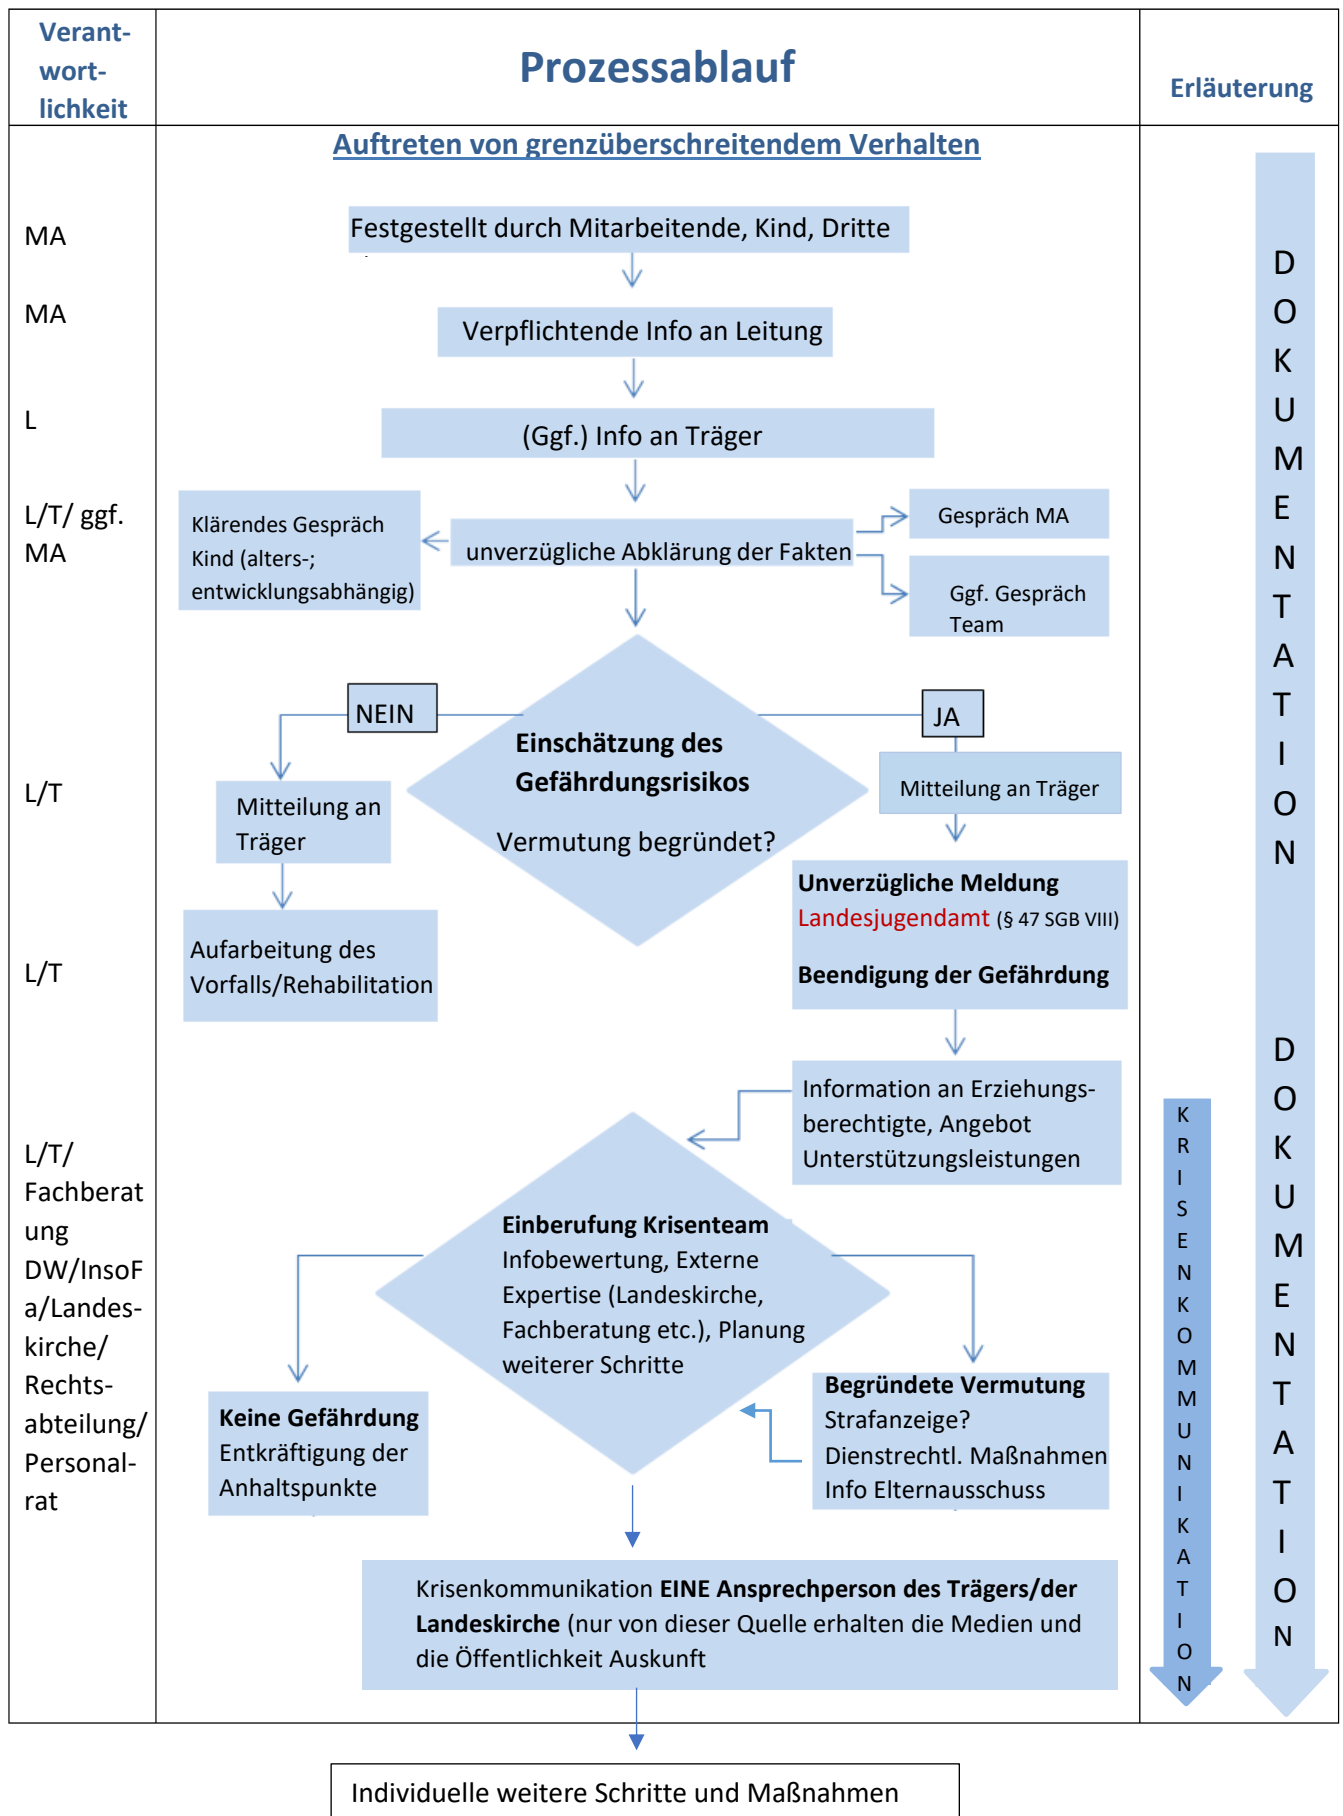 Verant-
wort-
lichkeit
Prozessablauf
Erläuterung
Auftreten von grenzüberschreitendem Verhalten
MA
Festgestellt durch Mitarbeitende, Kind, Dritte
MA
Verpflichtende Info an Leitung
L
(Ggf.) Info an Träger
L/T/ ggf.
MA
Klärendes Gespräch
Kind (alters-;
entwicklungsabhängig)
unverzügliche Abklärung der Fakten
Gespräch MA
Ggf. Gespräch
Team
NEIN
JA
Einschätzung des
Gefährdungsrisikos
Vermutung begründet?
L/T
Mitteilung an
Träger
Mitteilung an Träger
Unverzügliche Meldung
Landesjugendamt (§ 47 SGB VIII)
Beendigung der Gefährdung
L/T
Aufarbeitung des
Vorfalls/Rehabilitation
Information an Erziehungs-
berechtigte, Angebot
Unterstützungsleistungen
L/T/
Fachberat
ung
DW/InsoF
a/Landes-
kirche/
Rechts-
abteilung/
Personal-
rat
Einberufung Krisenteam
Infobewertung, Externe
Expertise (Landeskirche,
Fachberatung etc.), Planung
weiterer Schritte
Keine Gefährdung
Entkräftigung der
Anhaltspunkte
Begründete Vermutung
Strafanzeige?
Dienstrechtl. Maßnahmen
Info Elternausschuss
Krisenkommunikation EINE Ansprechperson des Trägers/der
Landeskirche (nur von dieser Quelle erhalten die Medien und
die Öffentlichkeit Auskunft
KRISENKOMMUNIKATION
DOKUMENTATION
DOKUMENTATION
Individuelle weitere Schritte und Maßnahmen